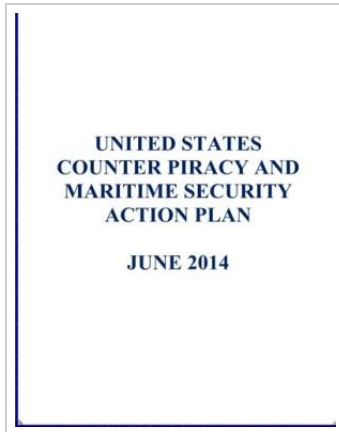 UNITED STATES
COUNTER PIRACY AND
MARITIME SECURITY
ACTION PLAN
JUNE 2014